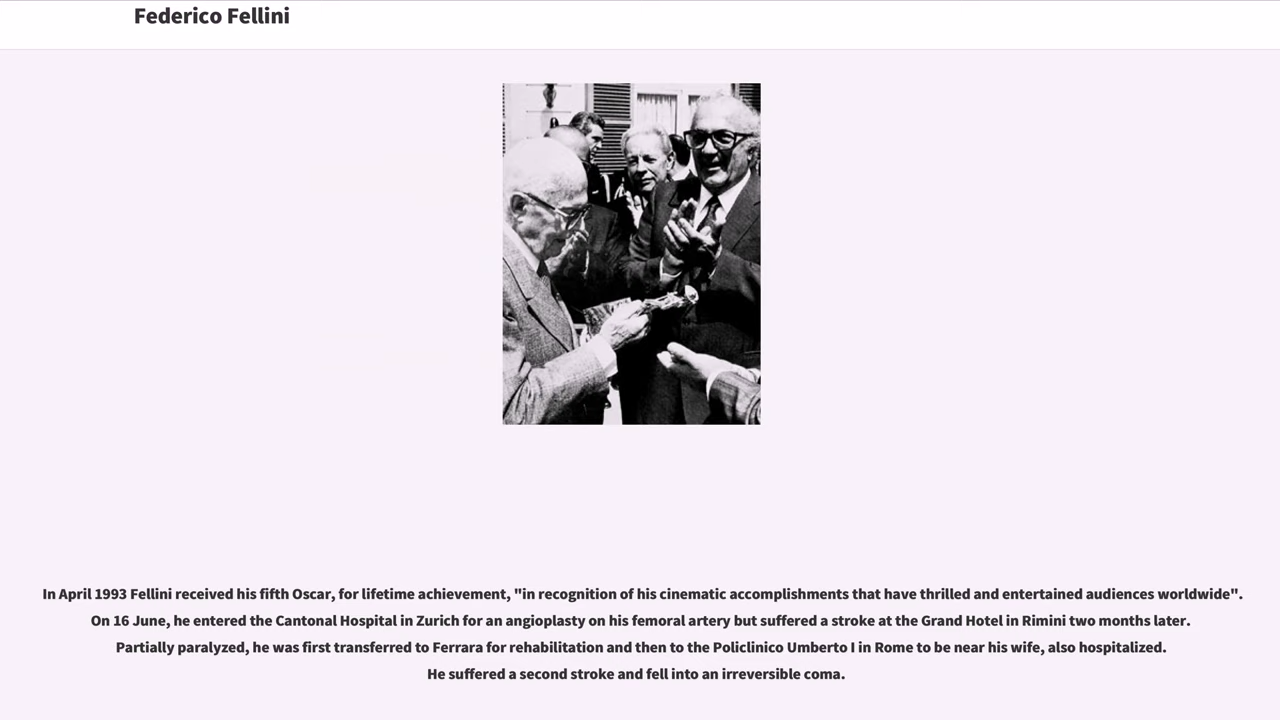 Federico Fellini
In April 1993 Fellini received his fifth Oscar, for lifetime achievement, "in recognition of his cinematic accomplishments that have thrilled and entertained audiences worldwide".
On 16 June, he entered the Cantonal Hospital in Zurich for an angioplasty on his femoral artery but suffered a stroke at the Grand Hotel in Rimini two months later.
Partially paralyzed, he was first transferred to Ferrara for rehabilitation and then to the Policlinico Umberto I in Rome to be near his wife, also hospitalized.
He suffered a second stroke and fell into an irreversible coma.